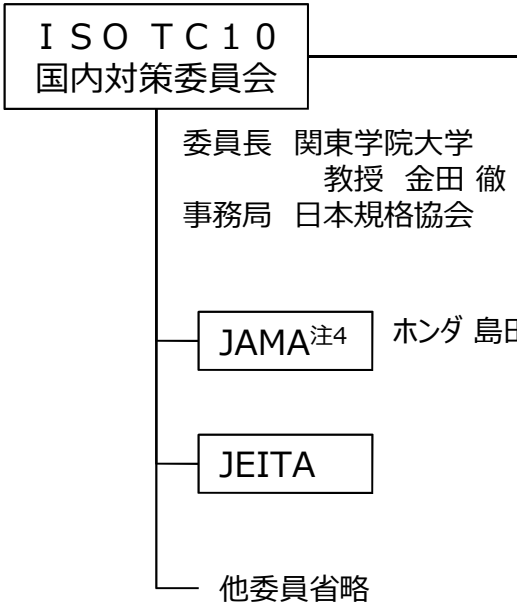 ＩＳＯ ＴＣ１０
国内対策委員会
委員長 関東学院大学
教授 金田 徹
事務局 日本規格協会
JAMA注4 ホンダ 島
JEITA
他委員省略